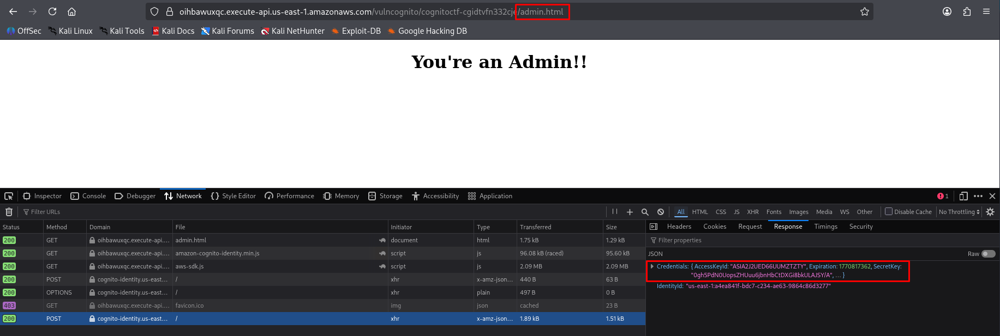 oihbawuxqc.execute-api.us-east-1.amazonaws.com/vulncognito/cognitoctf-cgidtvfn332cje/admin.html
OffSec Kali Linux Kali Tools Kali Docs Kali Forums Kali NetHunter Exploit-DB Google Hacking DB
You're an Admin!!
Inspector Console Debugger Network Style Editor Performance Memory Storage Accessibility Application 1
Filter URLs All HTML CSS JS XHR Fonts Images Media WS Other Disable Cache No Throttling
Status Method Domain File Initiator Type Transferred Size
200 GET oihbawuxqc.execute-api.... admin.html document html 1.75 kB 1.29 kB
200 GET oihbawuxqc.execute-api.... amazon-cognito-identity.min.js script js 96.08 kB (raced) 95.60 kB
200 GET oihbawuxqc.execute-api.... aws-sdk.js script js 2.09 MB 2.09 MB
200 POST cognito-identity.us-east... / xhr x-amz-json... 440 B 63 B
200 OPTIONS cognito-identity.us-east... / xhr plain 497 B 0 B
403 GET oihbawuxqc.execute-api.... favicon.ico img json cached 23 B
200 POST cognito-identity.us-east... / xhr x-amz-json... 1.89 kB 1.51 kB
Headers Cookies Request Response Timings Security
Filter properties
JSON Raw
Credentials: { AccessKeyId: "ASIA2J2UED66UUMZTZTY", Expiration: 1770817362, SecretKey:
"0gh5PdN0UopsZHUuu6jbnHbCtDXGi8bkULAJSY/A", ... }
IdentityId: "us-east-1:a4ea841f-bdc7-c234-ae63-9864c86d3277"